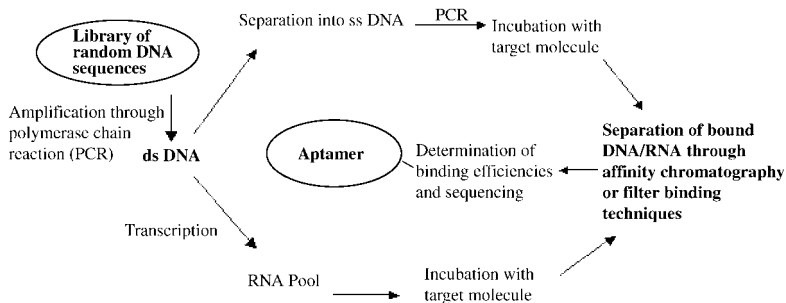 Library of
random DNA
sequences
Separation into ss DNA
PCR
Incubation with
target molecule
Amplification through
polymerase chain
reaction (PCR)
ds DNA
Aptamer
Determination of
binding efficiencies
and sequencing
Separation of bound
DNA/RNA through
affinity chromatography
or filter binding
techniques
Transcription
RNA Pool
Incubation with
target molecule